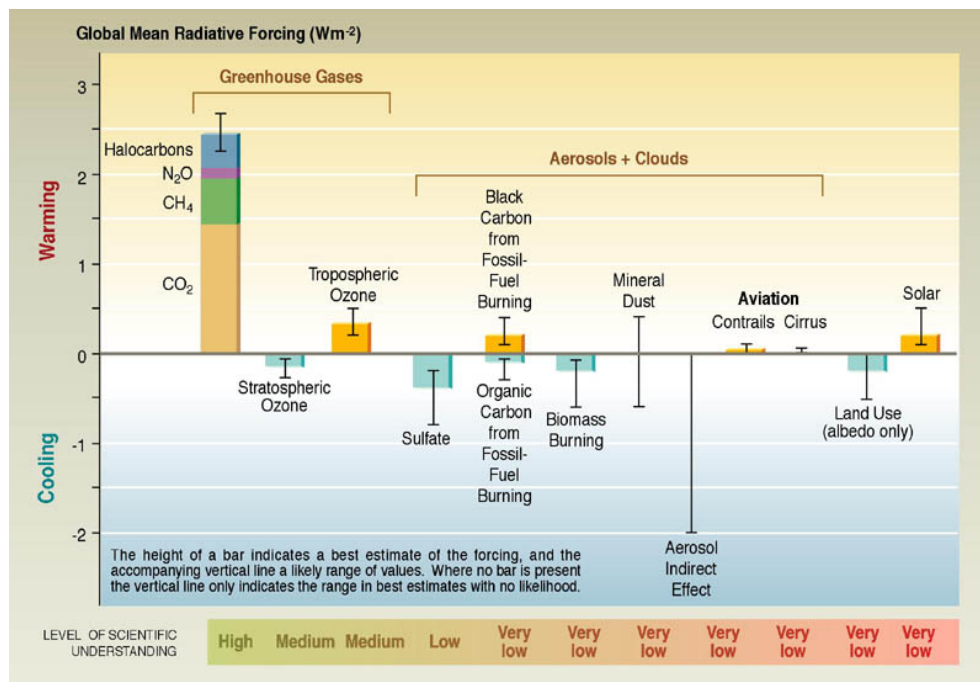 Global Mean Radiative Forcing (Wm-2)
Greenhouse Gases
3
2
1
0
-1
-2
Warming
Cooling
Halocarbons
N2O
CH4
CO2
Stratospheric
Ozone
Tropospheric
Ozone
Aerosols + Clouds
Sulfate
Black
Carbon
from
Fossil-
Fuel
Burning
Organic
Carbon
from
Fossil-
Fuel
Burning
Biomass
Burning
Mineral
Dust
Aerosol
Indirect
Effect
Aviation
Contrails Cirrus
Land Use
(albedo only)
Solar
The height of a bar indicates a best estimate of the forcing, and the
accompanying vertical line a likely range of values. Where no bar is present
the vertical line only indicates the range in best estimates with no likelihood.
LEVEL OF SCIENTIFIC
UNDERSTANDING
High
Medium
Medium
Low
Very
low
Very
low
Very
low
Very
low
Very
low
Very
low
Very
low